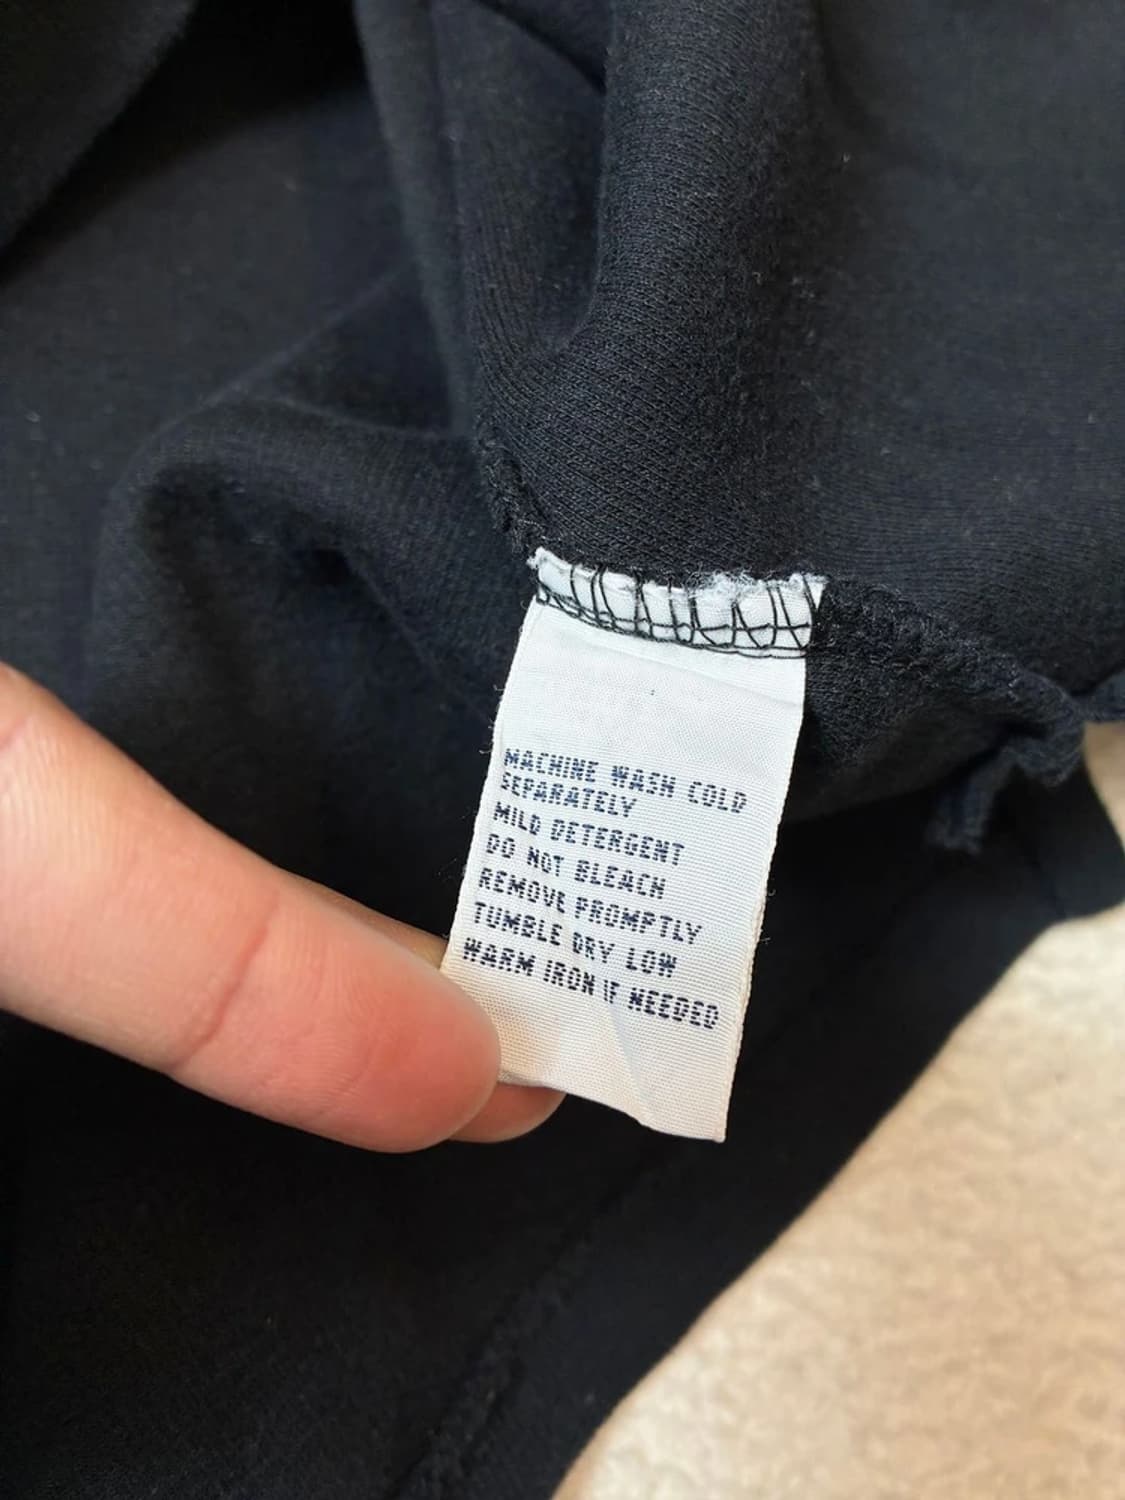 MACHINE WASH COLD
SEPARATELY
MILD DETERGENT
DO NOT BLEACH
REMOVE PROMPTLY
TUMBLE DRY LOW
WARM IRON IF NEEDED